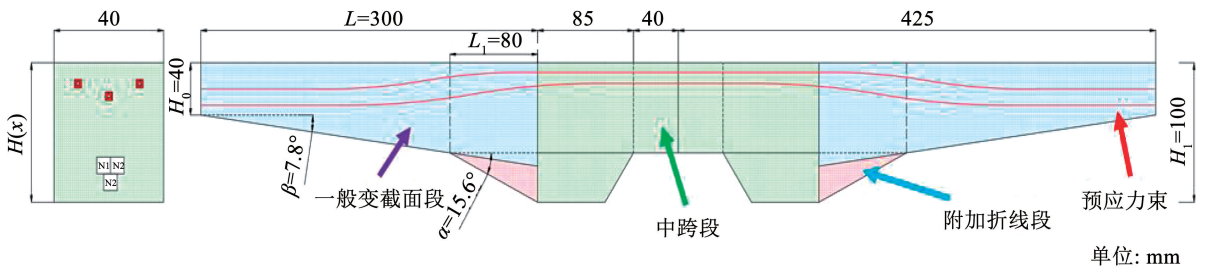 40
L=300
85
40
425
L₁=80
H(x)
H₀=40
N1 N2
N2
β=7.8°
α=15.6°
H₁=100
一般变截面段
中跨段
附加折线段
预应力束
单位: mm